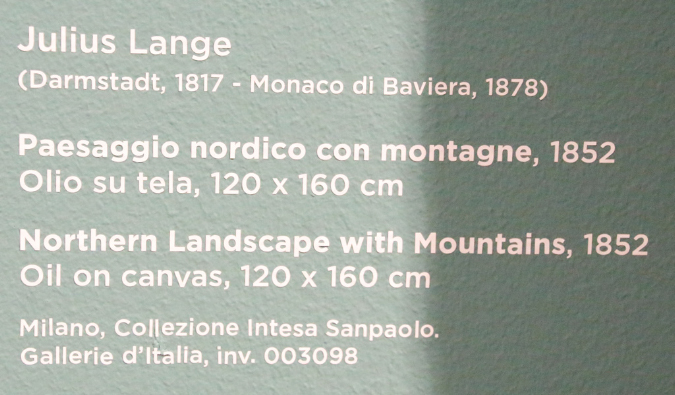 Julius Lange
(Darmstadt, 1817 - Monaco di Baviera, 1878)
Paesaggio nordico con montagne, 1852
Olio su tela, 120 x 160 cm
Northern Landscape with Mountains, 1852
Oil on canvas, 120 x 160 cm
Milano, Collezione Intesa Sanpaolo.
Gallerie d'Italia, inv. 003098